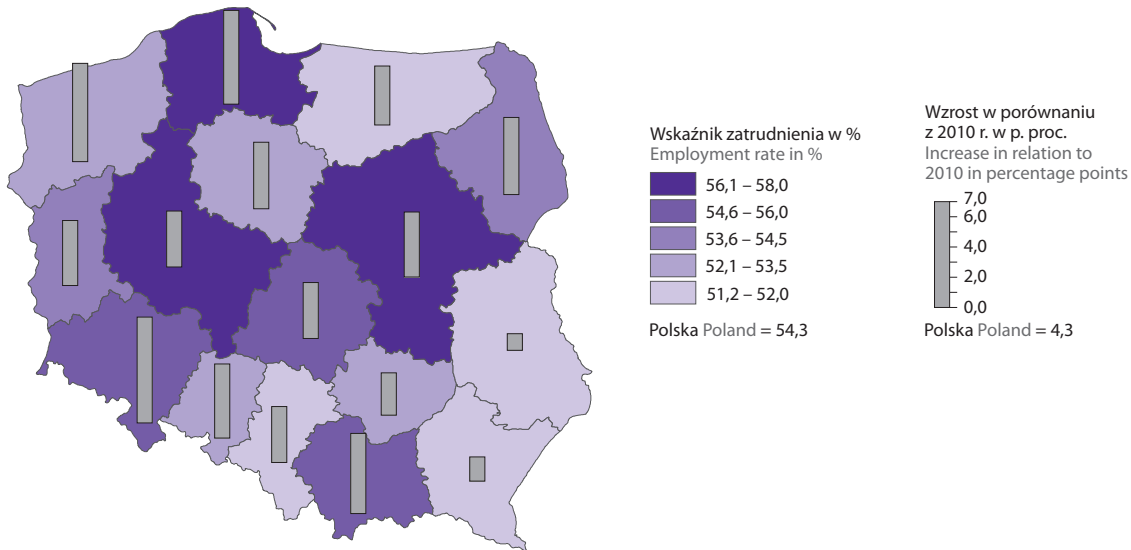 Wskaźnik zatrudnienia w %
Employment rate in %
56,1 – 58,0
54,6 – 56,0
53,6 – 54,5
52,1 – 53,5
51,2 – 52,0
Polska Poland = 54,3
Wzrost w porównaniu
z 2010 r. w p. proc.
Increase in relation to
2010 in percentage points
7,0
6,0
4,0
2,0
0,0
Polska Poland = 4,3